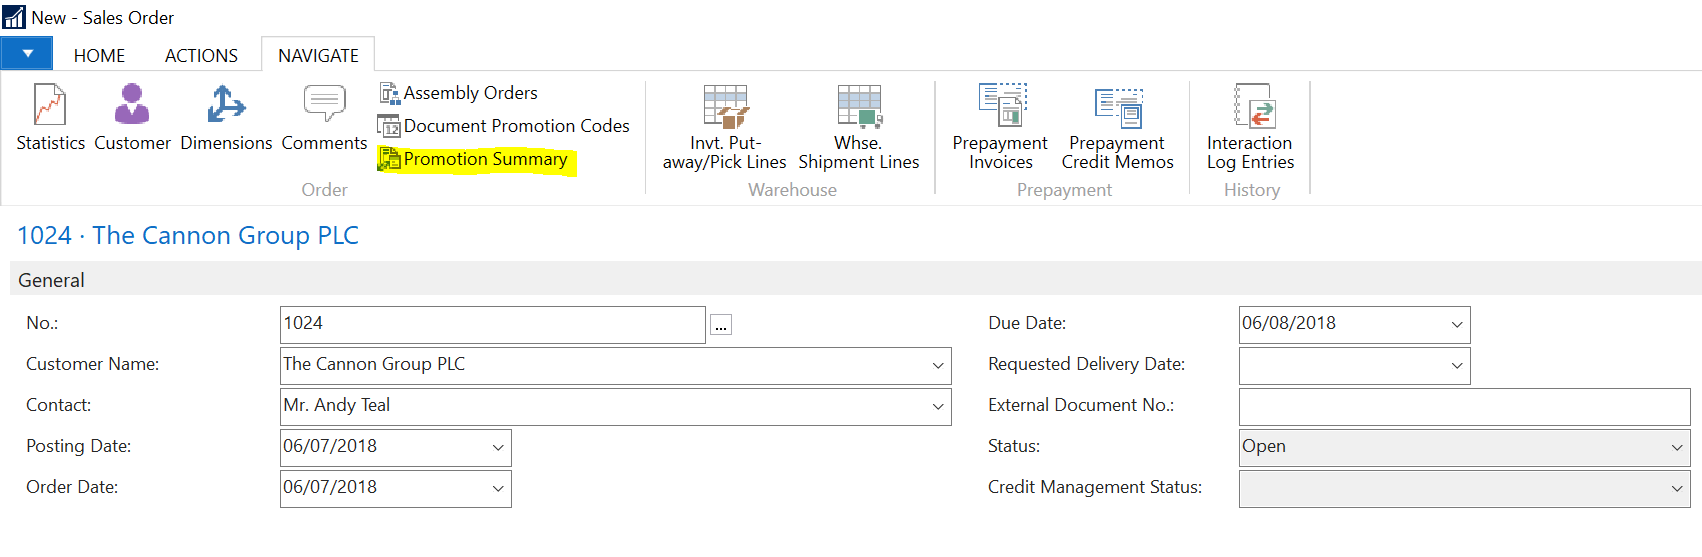 New - Sales Order
HOME
ACTIONS
NAVIGATE
Statistics
Customer
Dimensions
Comments
Assembly Orders
12
Document Promotion Codes
Promotion Summary
Order
Invt. Put-
away/Pick Lines
Whse.
Shipment Lines
Warehouse
Prepayment
Invoices
Prepayment
Credit Memos
Prepayment
Interaction
Log Entries
History
1024 · The Cannon Group PLC
General
No.:
1024
...
Customer Name:
The Cannon Group PLC
Contact:
Mr. Andy Teal
Posting Date:
06/07/2018
Order Date:
06/07/2018
Due Date:
06/08/2018
Requested Delivery Date:
External Document No.:
Status:
Open
Credit Management Status: